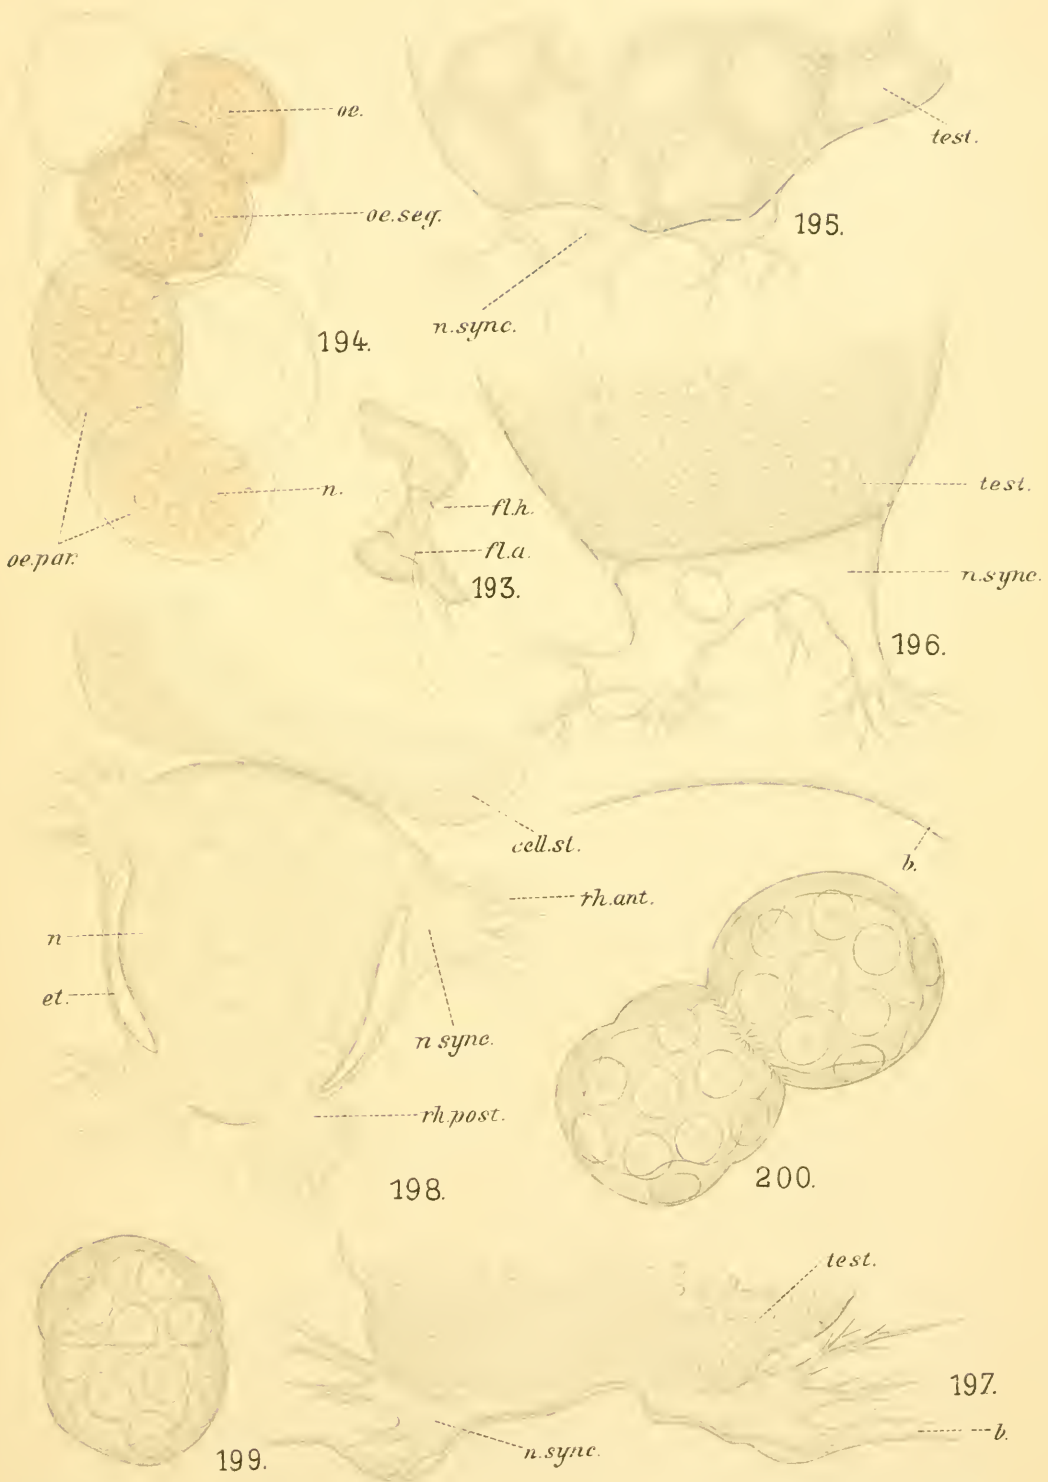 oe.
test.
oe.seg.
195.
n.sync.
194.
test.
n.
fl.h.
fl.a.
oe.par.
n.sync.
193.
196.
cell.st.
b.
rh.ant.
n
et.
n sync.
rh.post.
200.
198.
test.
197.
b.
n.sync.
199.